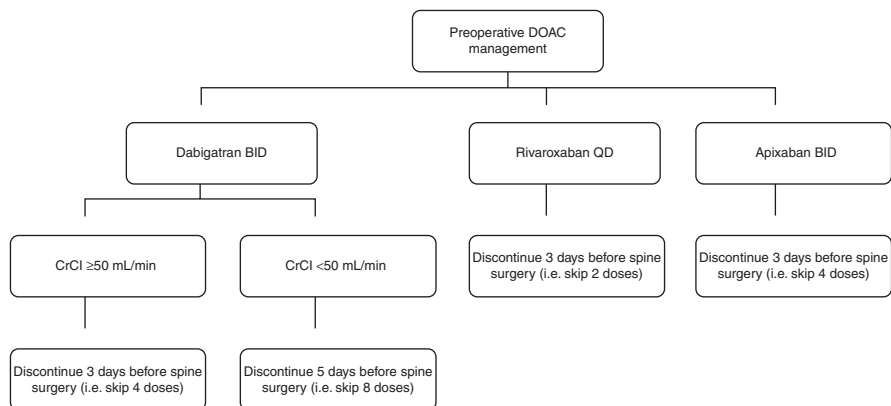 Preoperative DOAC
management
Dabigatran BID
Rivaroxaban QD
Apixaban BID
CrCl ≥50 mL/min
CrCl <50 mL/min
Discontinue 3 days before spine
surgery (i.e. skip 2 doses)
Discontinue 3 days before spine
surgery (i.e. skip 4 doses)
Discontinue 3 days before spine
surgery (i.e. skip 4 doses)
Discontinue 5 days before spine
surgery (i.e. skip 8 doses)